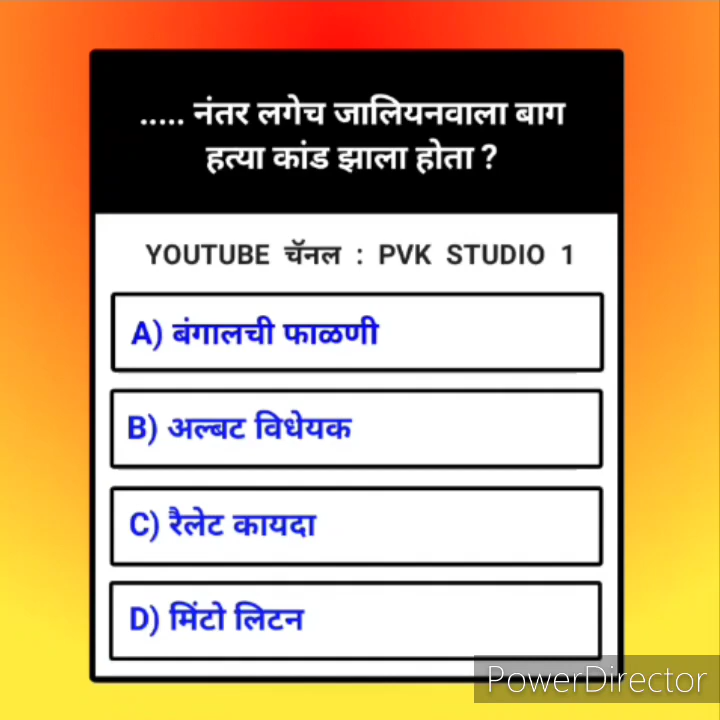 ..... नंतर लगेच जालियनवाला बाग
हत्या कांड झाला होता ?
YOUTUBE चॅनल : PVK STUDIO 1
A) बंगालची फाळणी
B) अल्बट विधेयक
C) रैलेट कायदा
D) मिंटो लिटन
PowerDirector